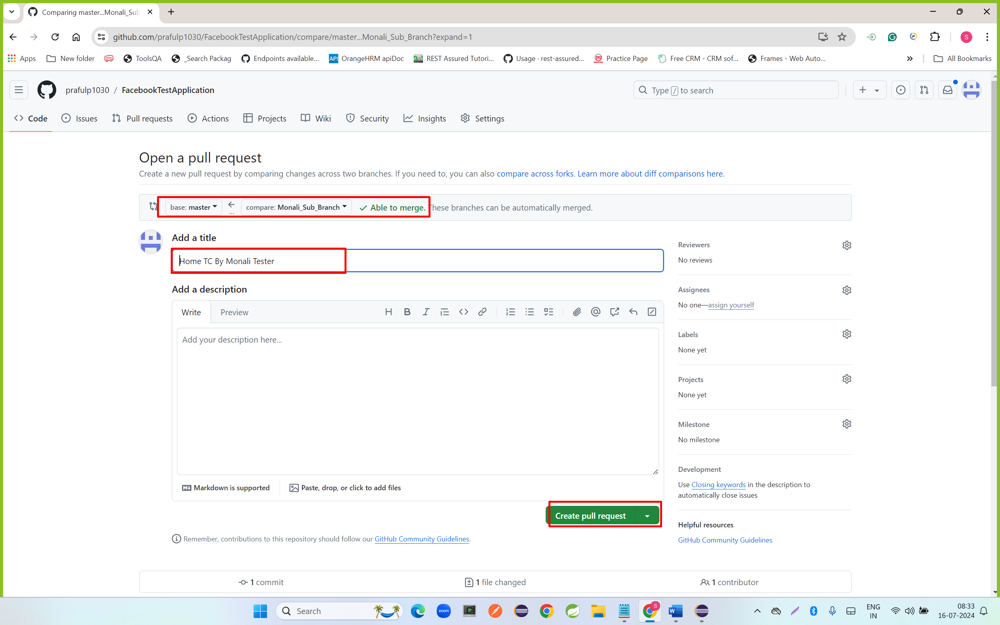 Comparing master...Monali_Sub
github.com/prafulp1030/FacebookTestApplication/compare/master...Monali_Sub_Branch?expand=1
S
Apps New folder ToolsQA _Search Packag Endpoints available... API OrangeHRM apiDoc REST Assured Tutori... Usage · rest-assured... Practice Page Free CRM - CRM sof... Frames - Web Auto... » All Bookmarks
prafulp1030 / FacebookTestApplication
Type / to search
Code Issues Pull requests Actions Projects Wiki Security Insights Settings
Open a pull request
Create a new pull request by comparing changes across two branches. If you need to, you can also compare across forks. Learn more about diff comparisons here.
base: master ... compare: Monali_Sub_Branch Able to merge. These branches can be automatically merged.
Add a title
Home TC By Monali Tester
Add a description
Write Preview
Add your description here...
Markdown is supported Paste, drop, or click to add files
Create pull request
Remember, contributions to this repository should follow our GitHub Community Guidelines.
Reviewers
No reviews
Assignees
No one—assign yourself
Labels
None yet
Projects
None yet
Milestone
No milestone
Development
Use Closing keywords in the description to
automatically close issues
Helpful resources
GitHub Community Guidelines
1 commit 1 file changed 1 contributor
Search
zoom
S
W
ENG
IN
08:33
16-07-2024